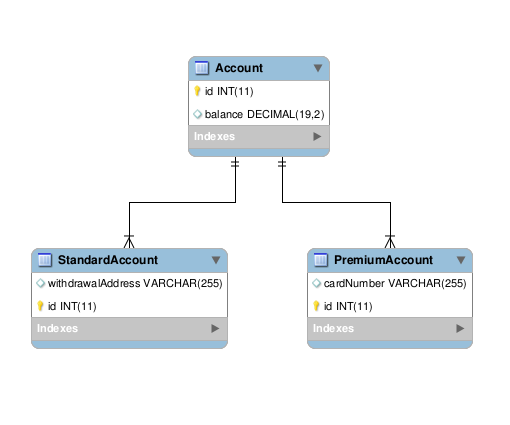 Account
id INT(11)
balance DECIMAL(19,2)
Indexes
StandardAccount
withdrawalAddress VARCHAR(255)
id INT(11)
Indexes
PremiumAccount
cardNumber VARCHAR(255)
id INT(11)
Indexes